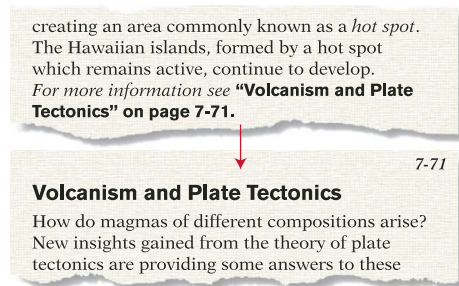 creating an area commonly known as a hot spot.
The Hawaiian islands, formed by a hot spot
which remains active, continue to develop.
For more information see “Volcanism and Plate
Tectonics” on page 7-71.
7-71
Volcanism and Plate Tectonics
How do magmas of different compositions arise?
New insights gained from the theory of plate
tectonics are providing some answers to these